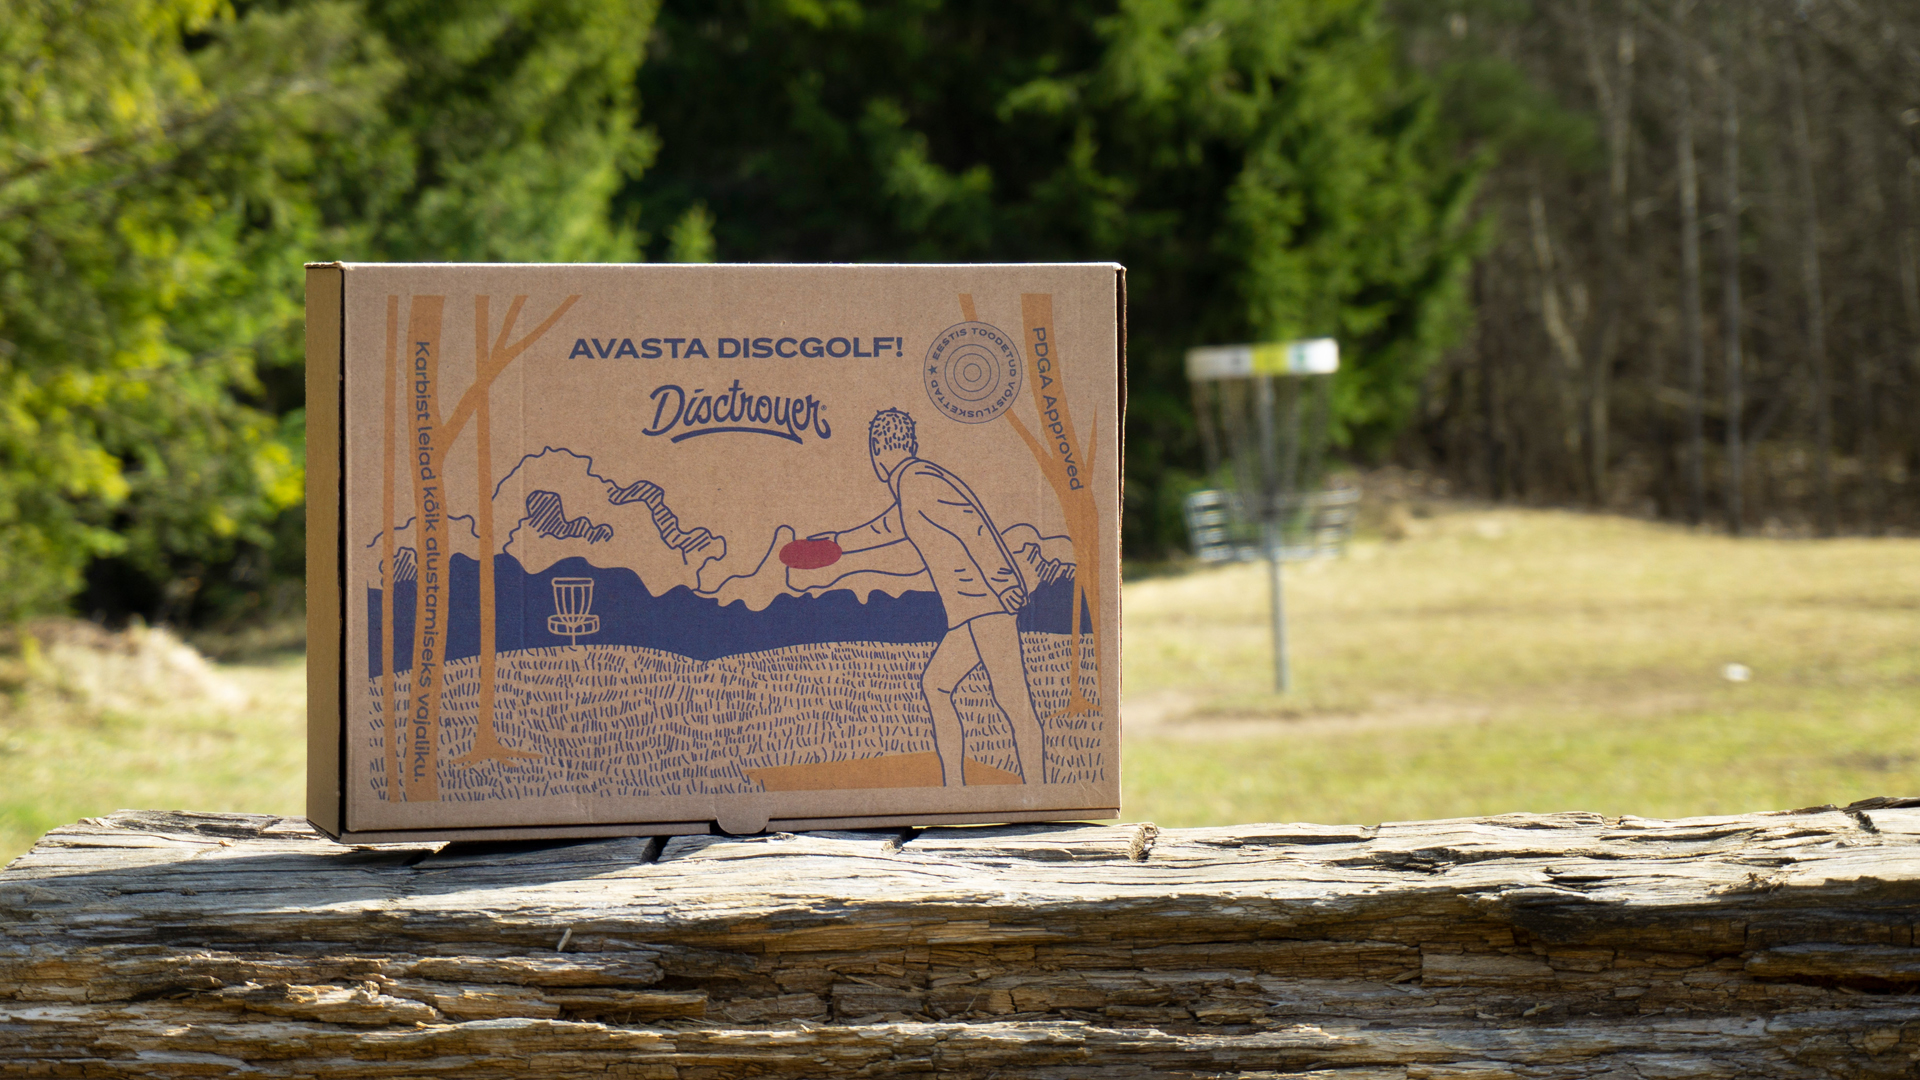 AVASTA DISCGOLF!
Disctroyer®
★ EESTIS TOODETUD VÕISTLUSKETTAD
PDGA Approved
Karbist leiad kõik alustamiseks vajaliku.